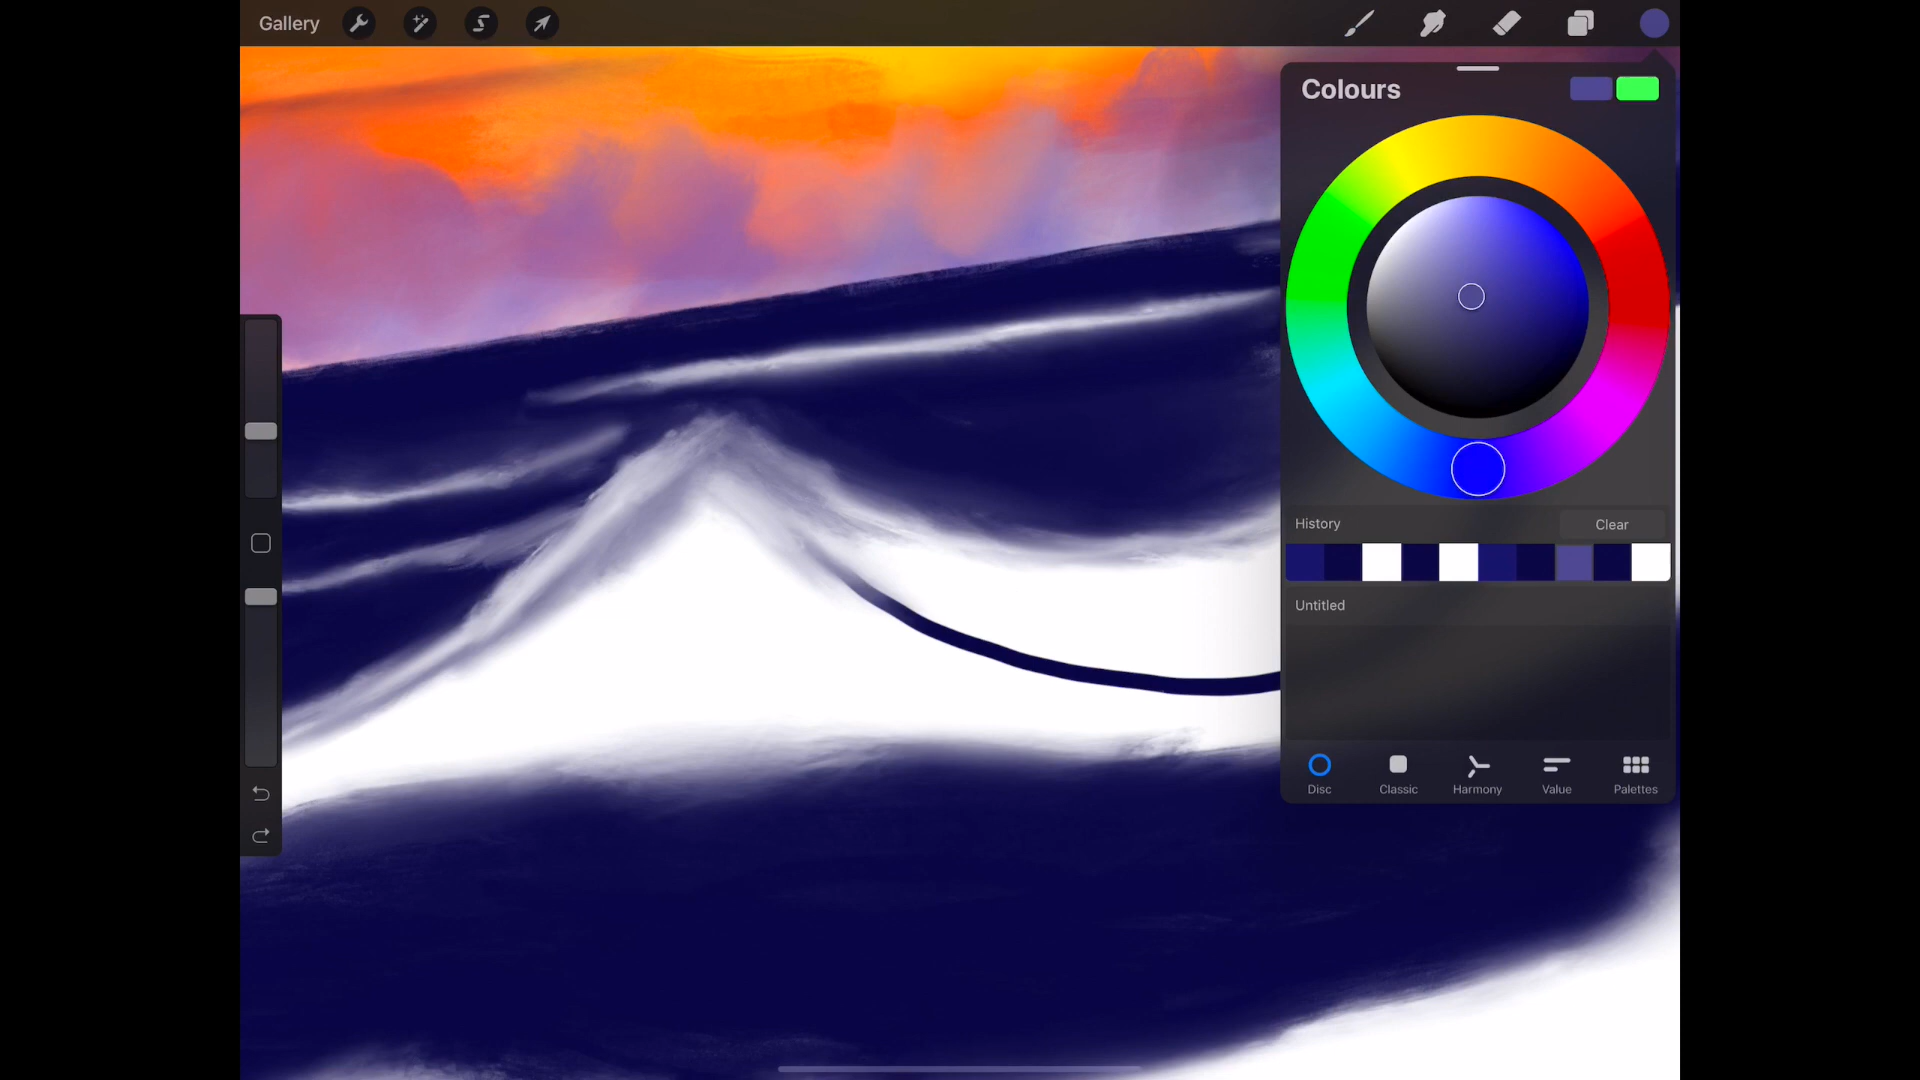 Gallery
Colours
History
Clear
Untitled
Disc
Classic
Harmony
Value
Palettes